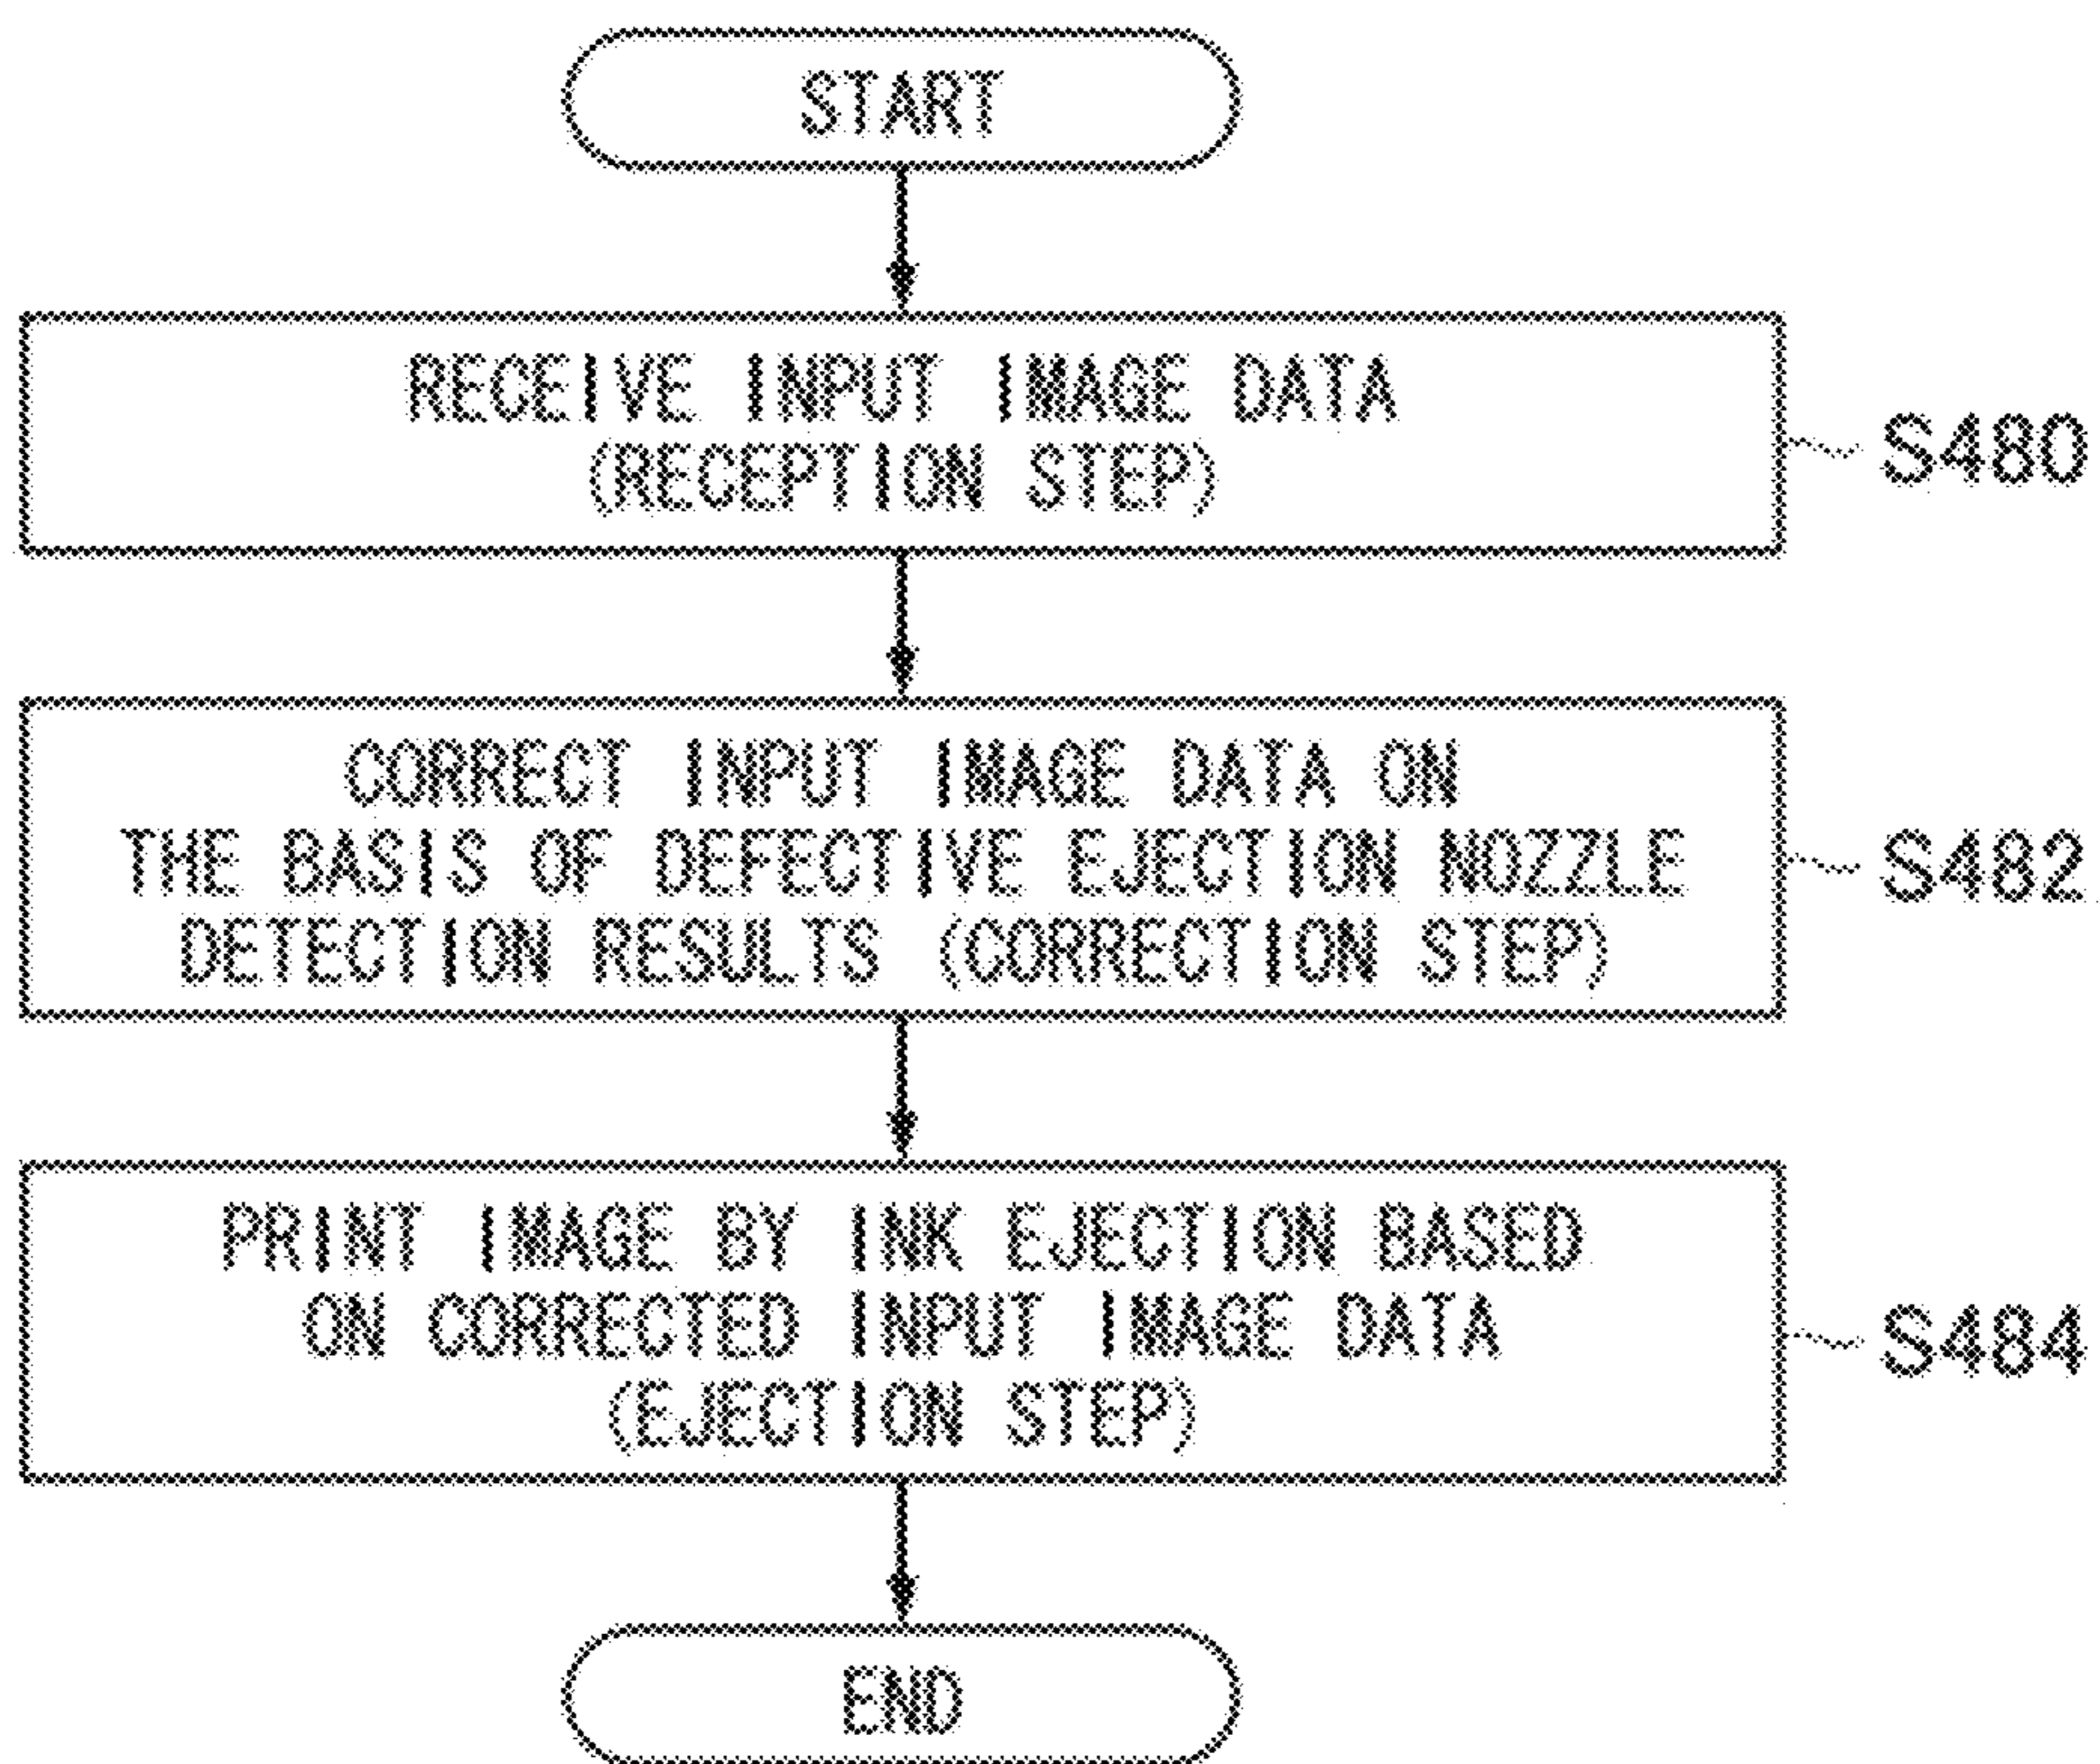 START
RECEIVE INPUT IMAGE DATA
(RECEPTION STEP)
S480
CORRECT INPUT IMAGE DATA ON
THE BASIS OF DEFECTIVE EJECTION NOZZLE
DETECTION RESULTS (CORRECTION STEP)
S482
PRINT IMAGE BY INK EJECTION BASED
ON CORRECTED INPUT IMAGE DATA
(EJECTION STEP)
S484
END